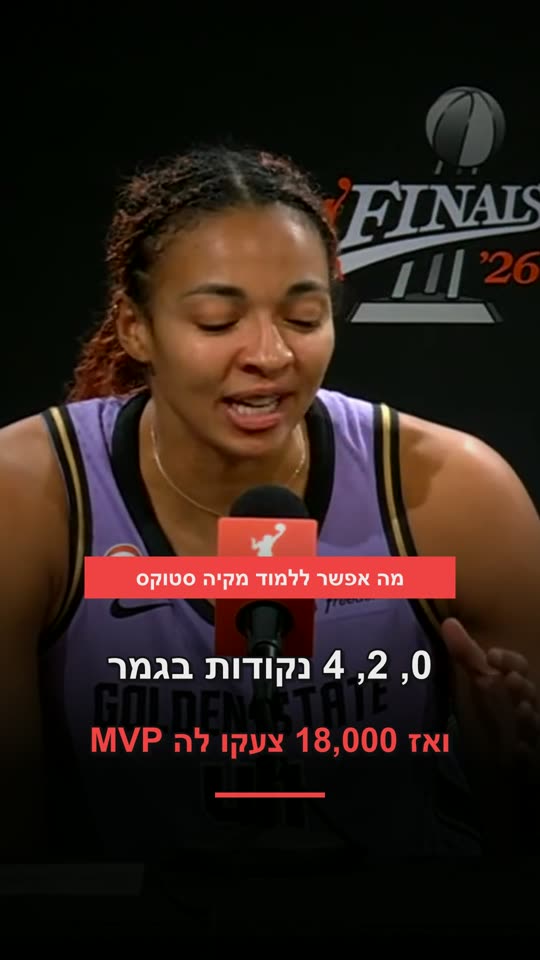 FINALS
'26
מה אפשר ללמוד מקיה סטוקס
0, 2, 4 נקודות בגמר
GOLDEN STATE
ואז 18,000 צעקו לה MVP